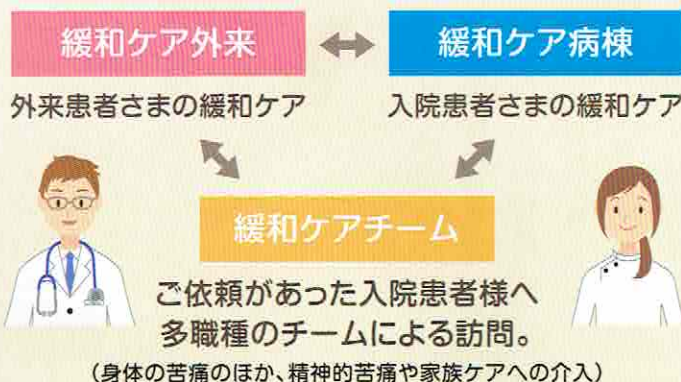 緩和ケア外来
緩和ケア病棟
外来患者さまの緩和ケア
入院患者さまの緩和ケア
緩和ケアチーム
ご依頼があった入院患者様へ
多職種のチームによる訪問。
(身体の苦痛のほか、精神的苦痛や家族ケアへの介入)